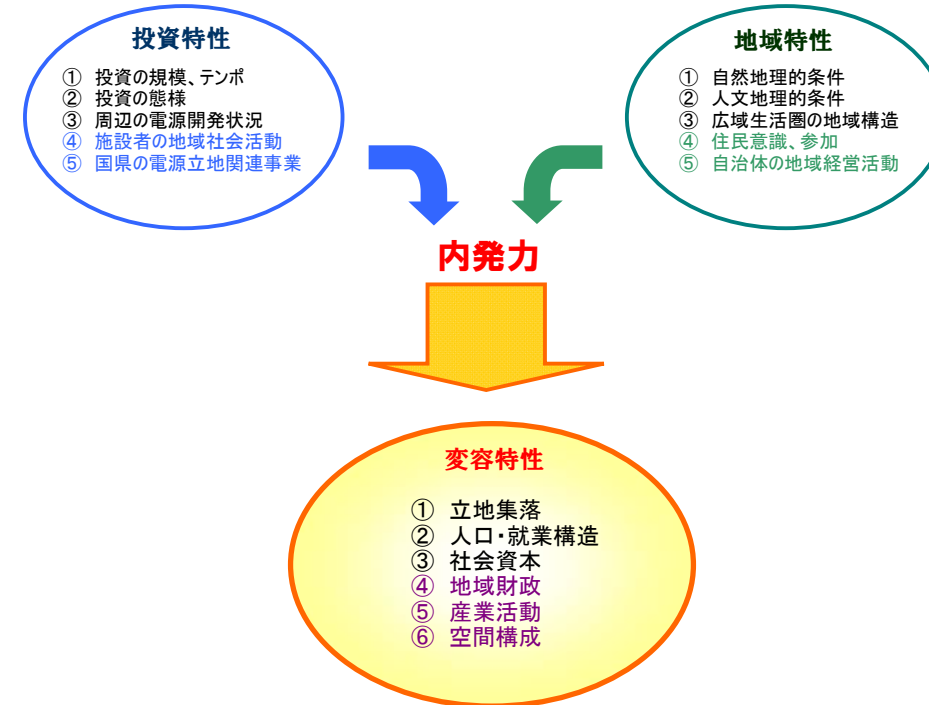 投資特性
① 投資の規模、テンポ
② 投資の態様
③ 周辺の電源開発状況
④ 施設者の地域社会活動
⑤ 国県の電源立地関連事業
地域特性
① 自然地理的条件
② 人文地理的条件
③ 広域生活圏の地域構造
④ 住民意識、参加
⑤ 自治体の地域経営活動
内発力
変容特性
① 立地集落
② 人口・就業構造
③ 社会資本
④ 地域財政
⑤ 産業活動
⑥ 空間構成